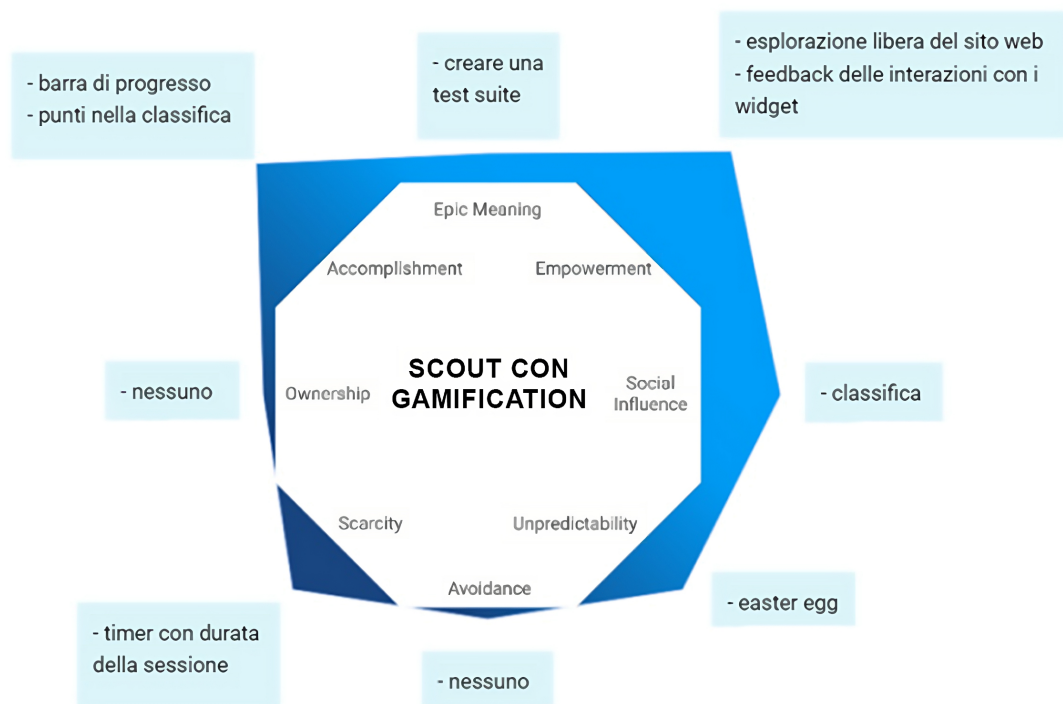 - barra di progresso
- punti nella classifica
- creare una
test suite
- esplorazione libera del sito web
- feedback delle interazioni con i
widget
Epic Meaning
Accomplishment
Empowerment
- nessuno
Ownership
SCOUT CON
GAMIFICATION
Social
Influence
- classifica
Scarcity
Unpredictability
Avoidance
- timer con durata
della sessione
- nessuno
- easter egg